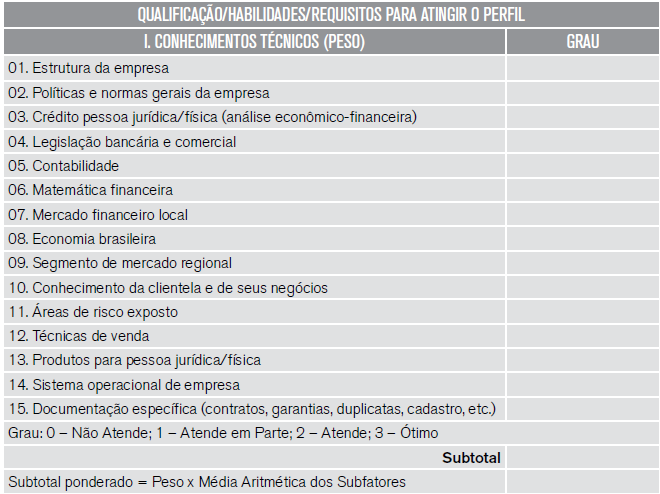 QUALIFICAÇÃO/HABILIDADES/REQUISITOS PARA ATINGIR O PERFIL
I. CONHECIMENTOS TÉCNICOS (PESO) GRAU
01. Estrutura da empresa
02. Políticas e normas gerais da empresa
03. Crédito pessoa jurídica/física (análise econômico-financeira)
04. Legislação bancária e comercial
05. Contabilidade
06. Matemática financeira
07. Mercado financeiro local
08. Economia brasileira
09. Segmento de mercado regional
10. Conhecimento da clientela e de seus negócios
11. Áreas de risco exposto
12. Técnicas de venda
13. Produtos para pessoa jurídica/física
14. Sistema operacional de empresa
15. Documentação específica (contratos, garantias, duplicatas, cadastro, etc.)
Grau: 0 – Não Atende; 1 – Atende em Parte; 2 – Atende; 3 – Ótimo
Subtotal
Subtotal ponderado = Peso x Média Aritmética dos Subfatores